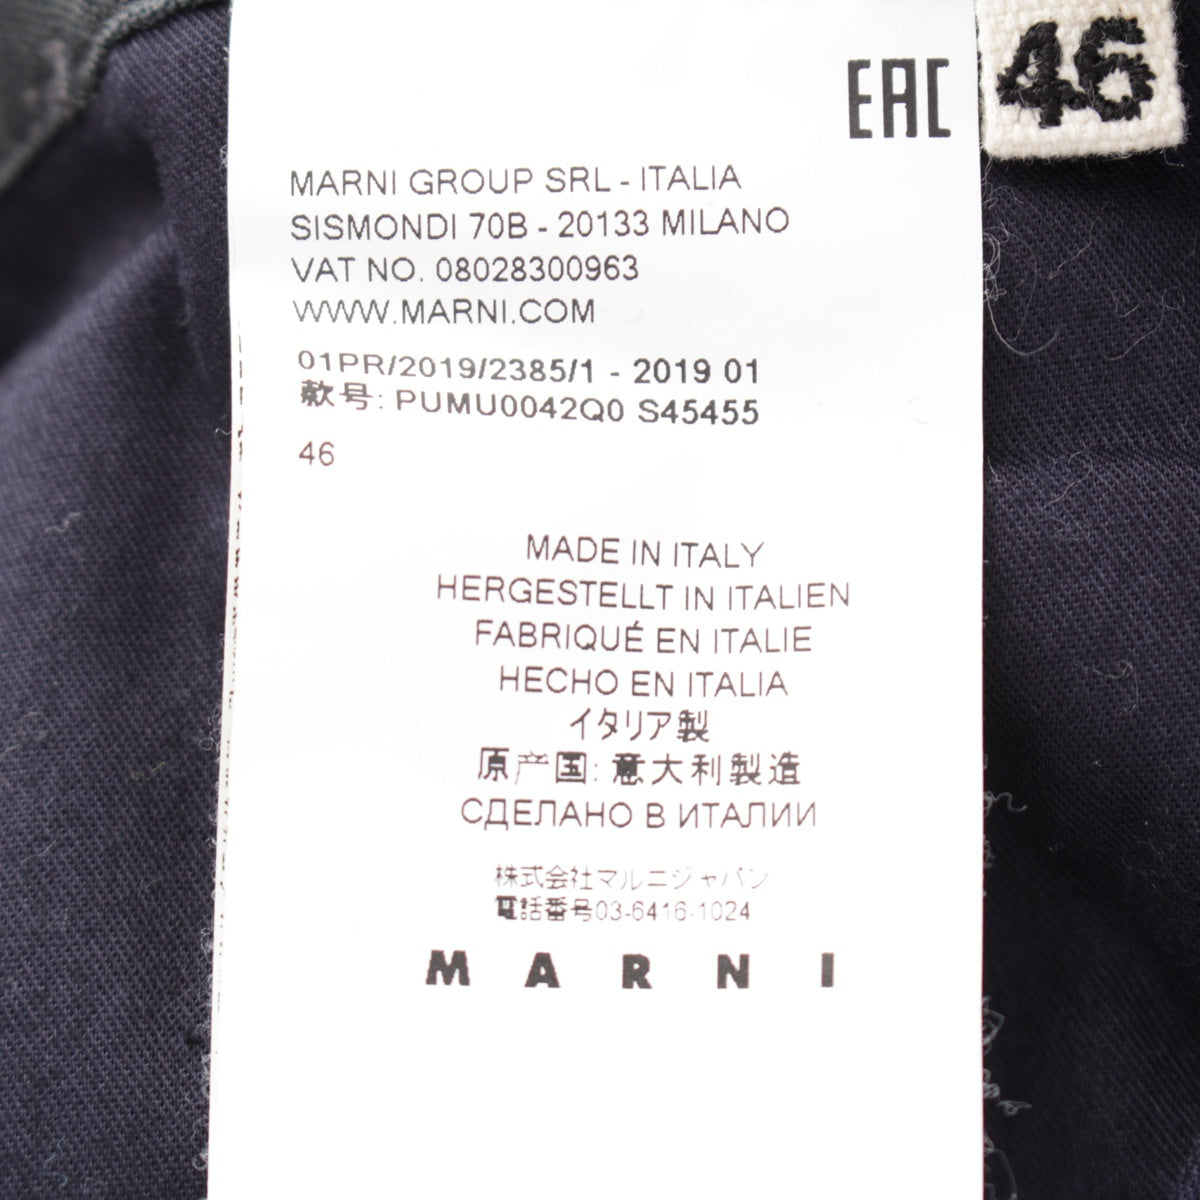 EAC
46
MARNI GROUP SRL - ITALIA
SISMONDI 70B - 20133 MILANO
VAT NO. 08028300963
WWW.MARNI.COM
01PR/2019/2385/1 - 2019 01
款号: PUMU0042Q0 S45455
46
MADE IN ITALY
HERGESTELLT IN ITALIEN
FABRIQUÉ EN ITALIE
HECHO EN ITALIA
イタリア製
原产国: 意大利製造
СДЕЛАНО В ИТАЛИИ
株式会社マルニジャパン
電話番号03-6416-1024
MARNI